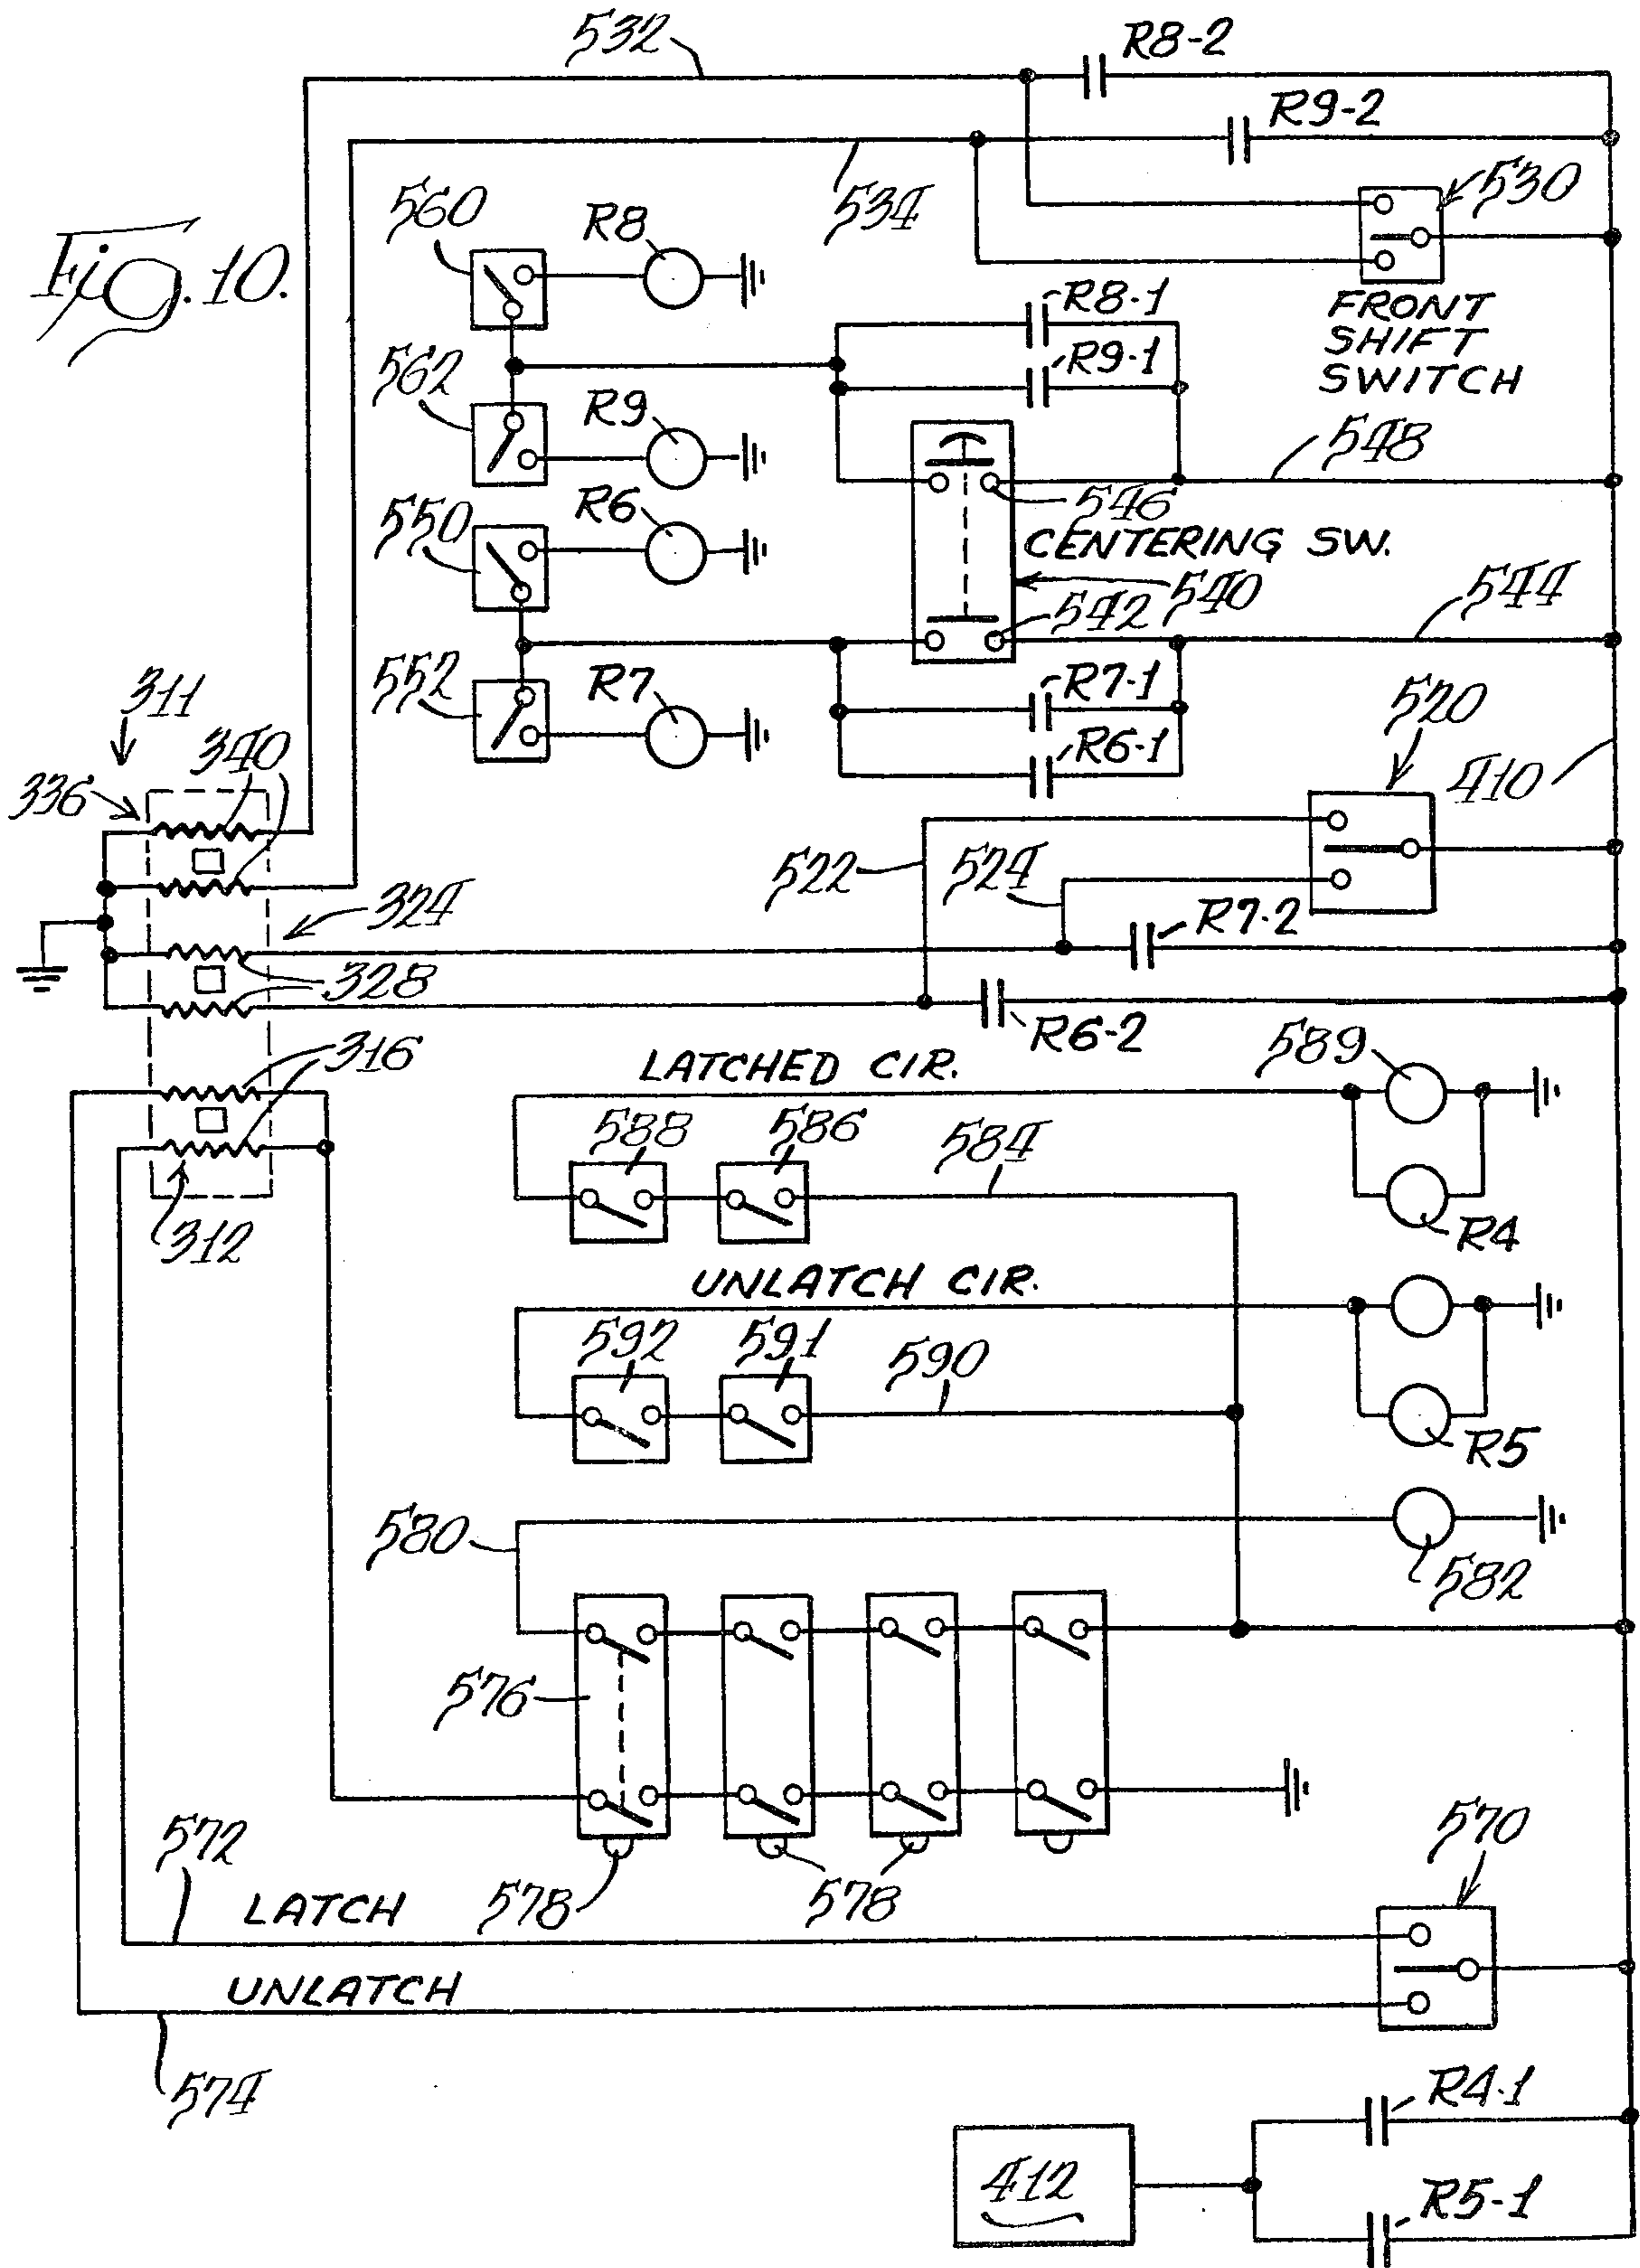 532
R8-2
R9-2
534
530
Fig. 10.
560
R8
FRONT
SHIFT
SWITCH
R8-1
R9-1
562
R9
548
550
R6
546
CENTERING SW.
540
542
544
552
R7
R7-1
R6-1
520
410
311
340
336
324
522
524
R7-2
328
R6-2
316
LATCHED CIR.
589
588
586
584
R4
312
UNLATCH CIR.
592
591
590
R5
580
582
576
572
570
LATCH
578
578
UNLATCH
574
R4-1
412
R5-1